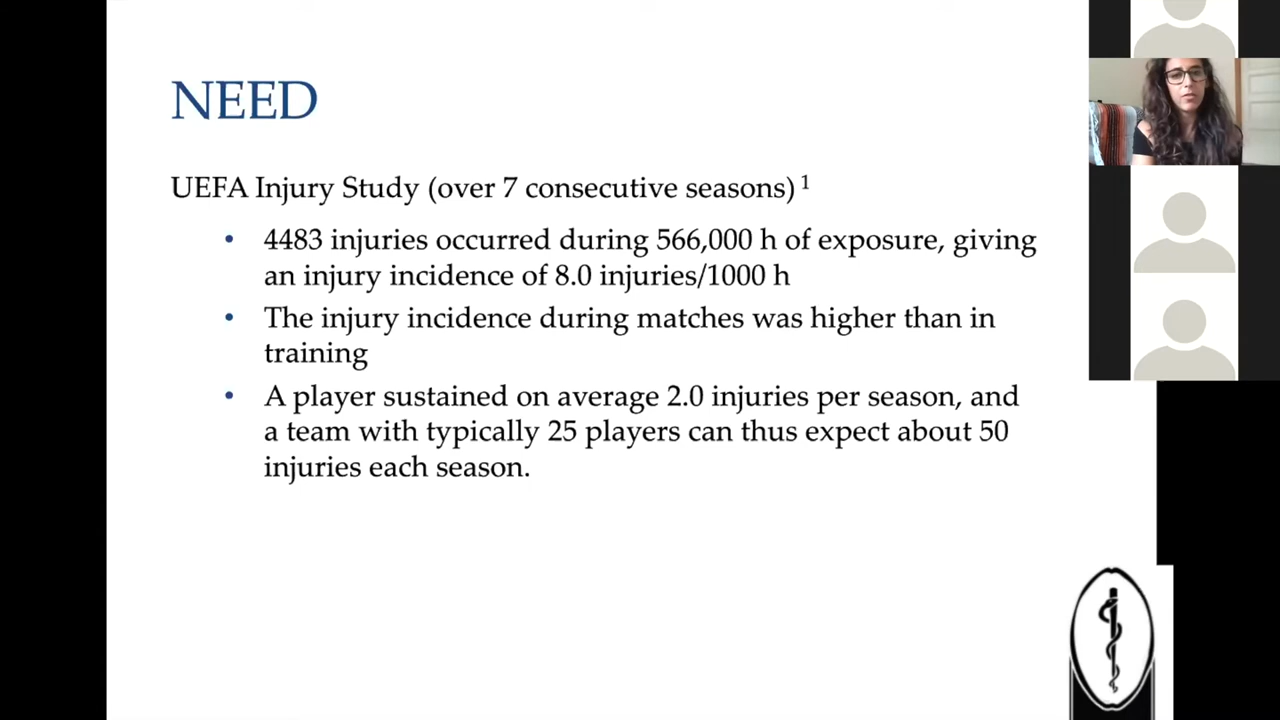 NEED
UEFA Injury Study (over 7 consecutive seasons) 1
• 4483 injuries occurred during 566,000 h of exposure, giving
an injury incidence of 8.0 injuries/1000 h
• The injury incidence during matches was higher than in
training
• A player sustained on average 2.0 injuries per season, and
a team with typically 25 players can thus expect about 50
injuries each season.